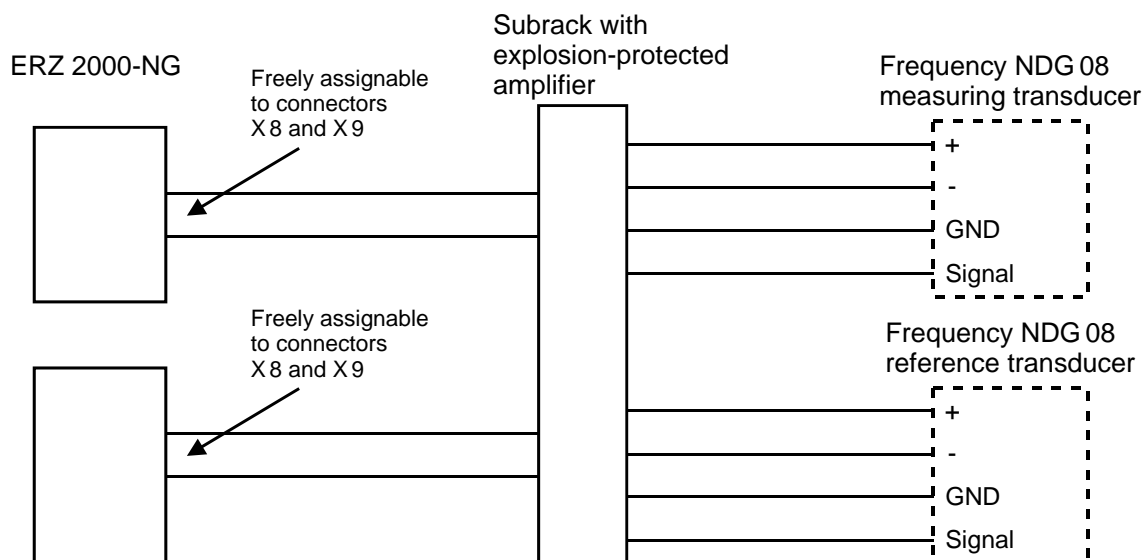 ERZ 2000-NG
Freely assignable
to connectors
X 8 and X 9
Subrack with
explosion-protected
amplifier
Frequency NDG 08
measuring transducer
+
-
GND
Signal
Freely assignable
to connectors
X 8 and X 9
Frequency NDG 08
reference transducer
+
-
GND
Signal